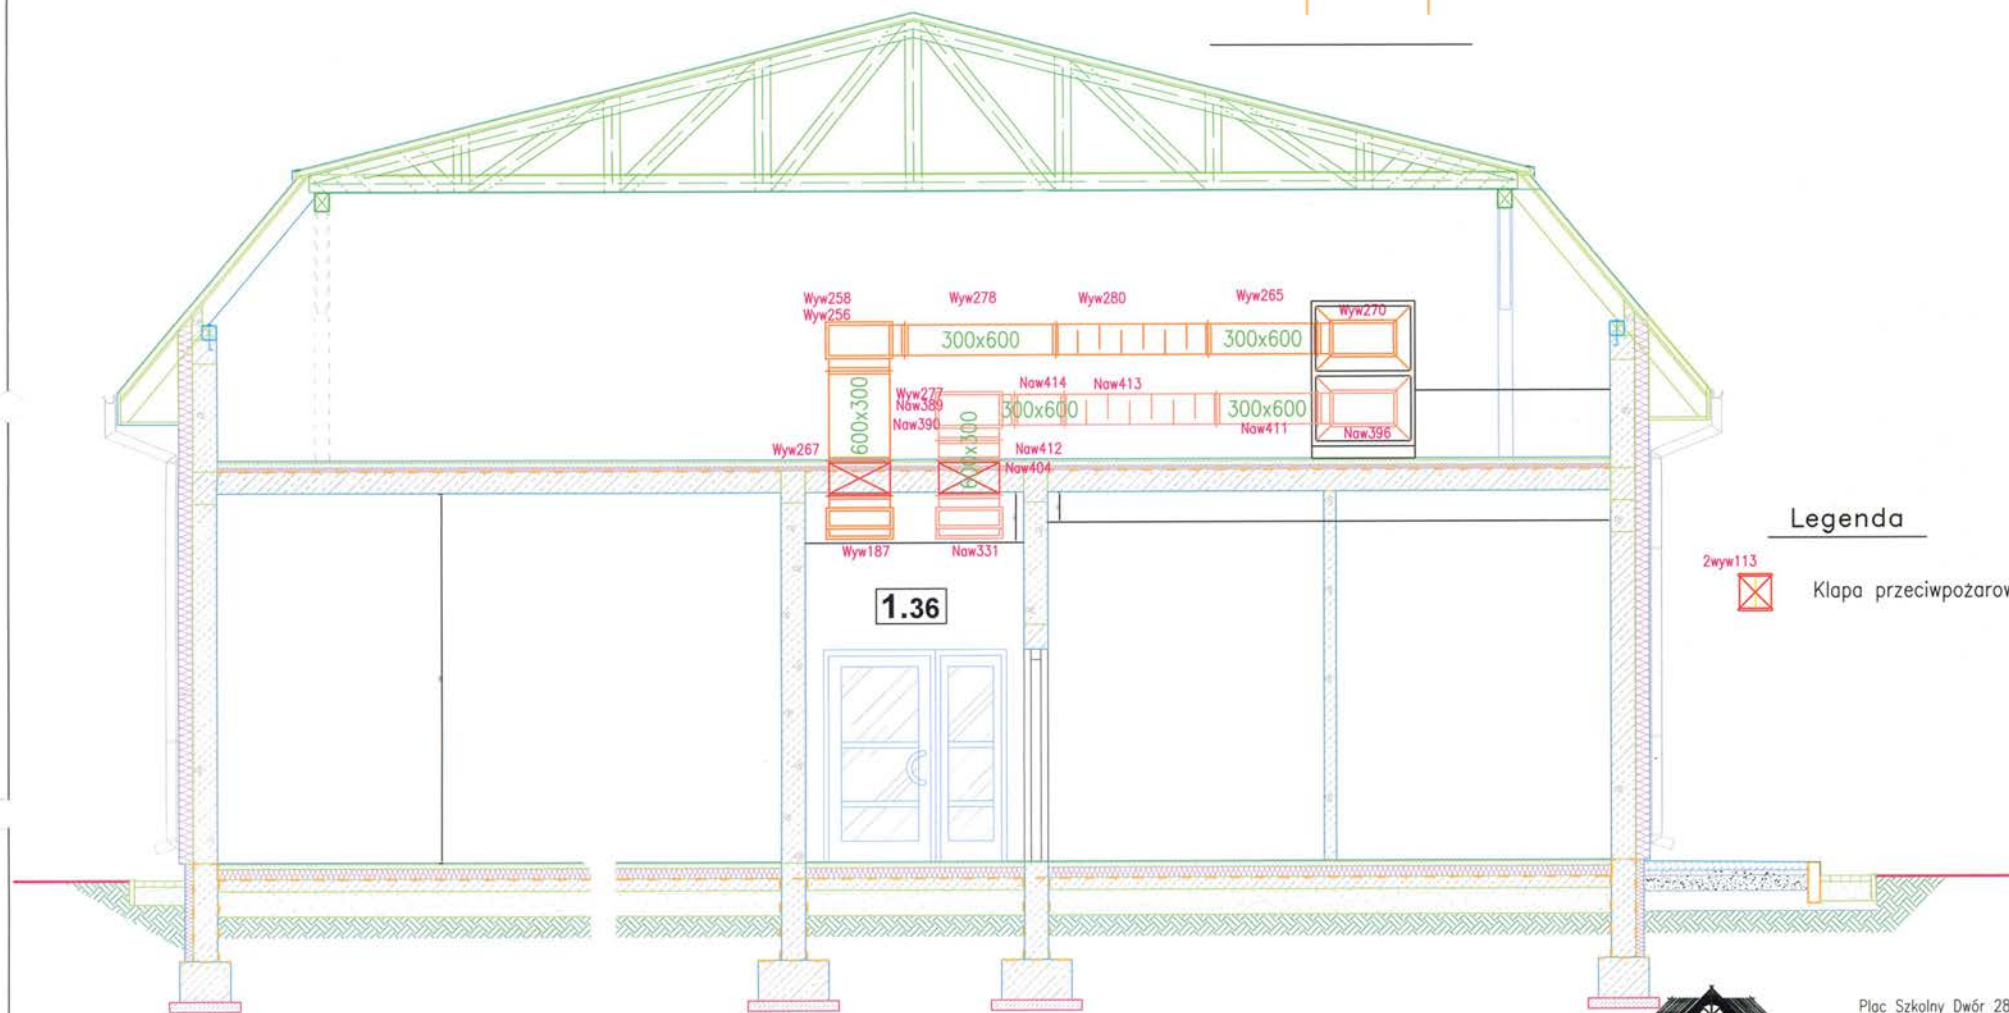 Wyw258
Wyw256
Wyw278
Wyw280
Wyw265
Wyw270
300x600
300x600
600x300
Wyw277
Naw389
Naw390
Naw414
Naw413
300x600
300x600
600x300
Naw411
Naw396
Wyw267
Naw412
Naw404
Wyw187
Naw331
1.36
Legenda
2wyw113
Klapa przeciwpożarow
Plac Szkolny Dwór 28